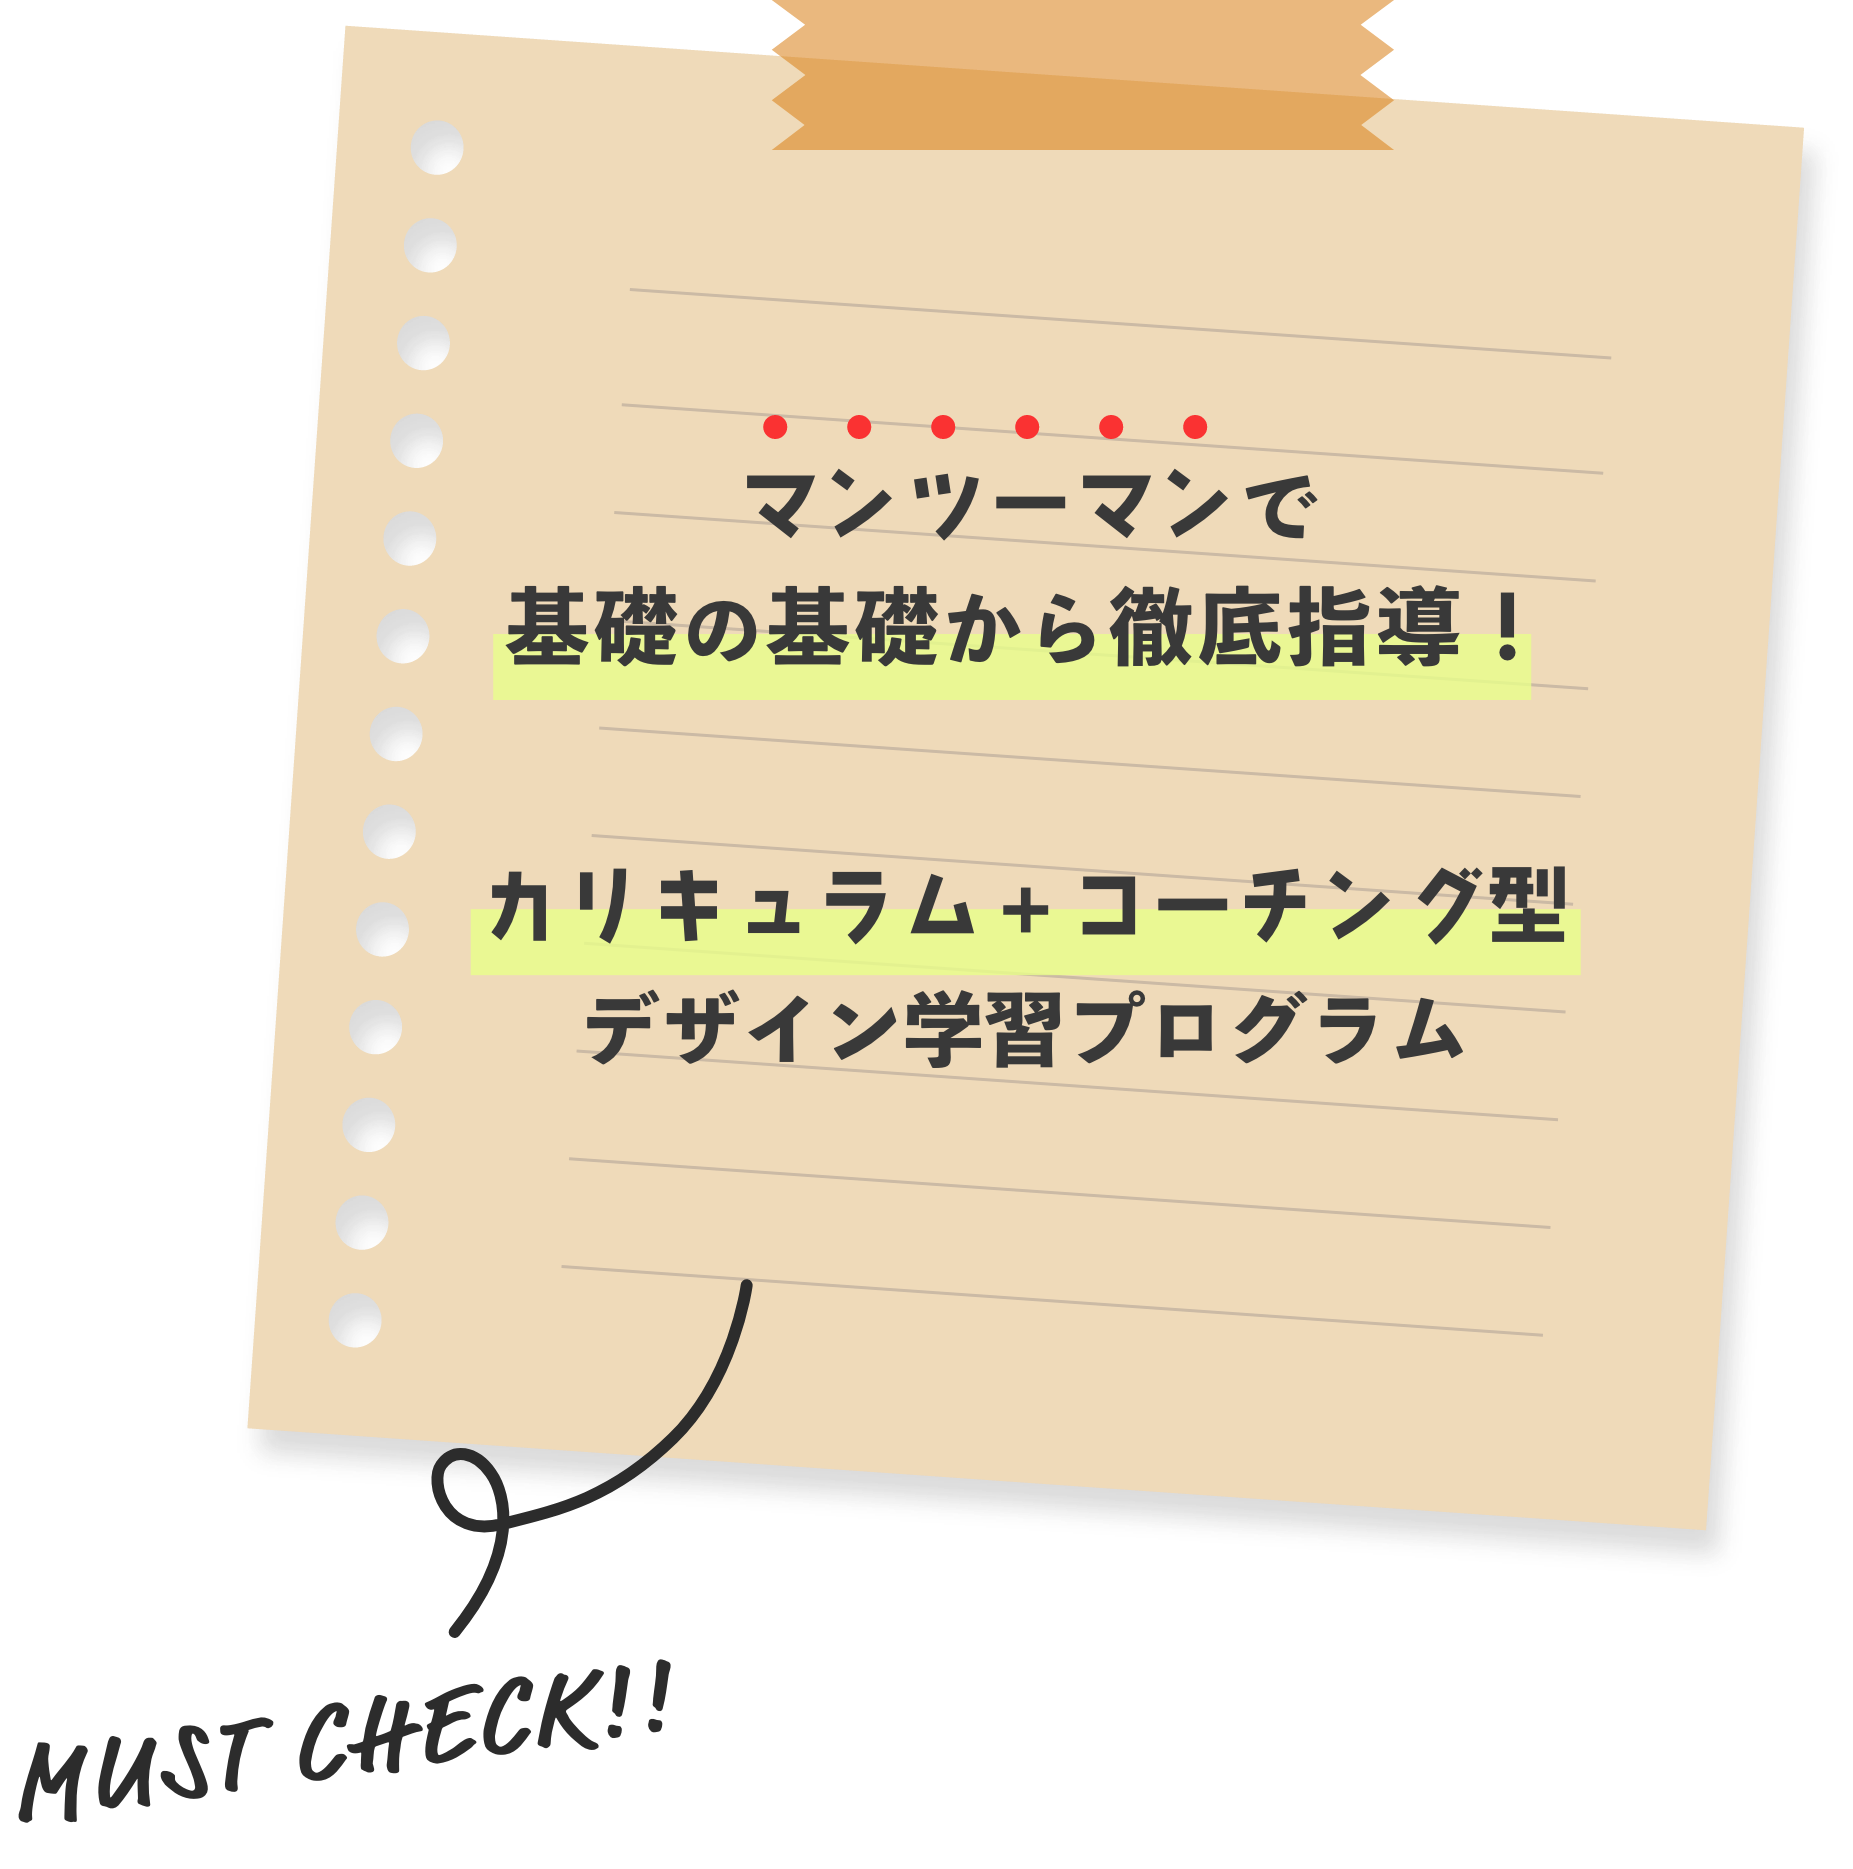 マンツーマンで
基礎の基礎から徹底指導！
カリキュラム+コーチング型
デザイン学習プログラム
MUST CHECK!!